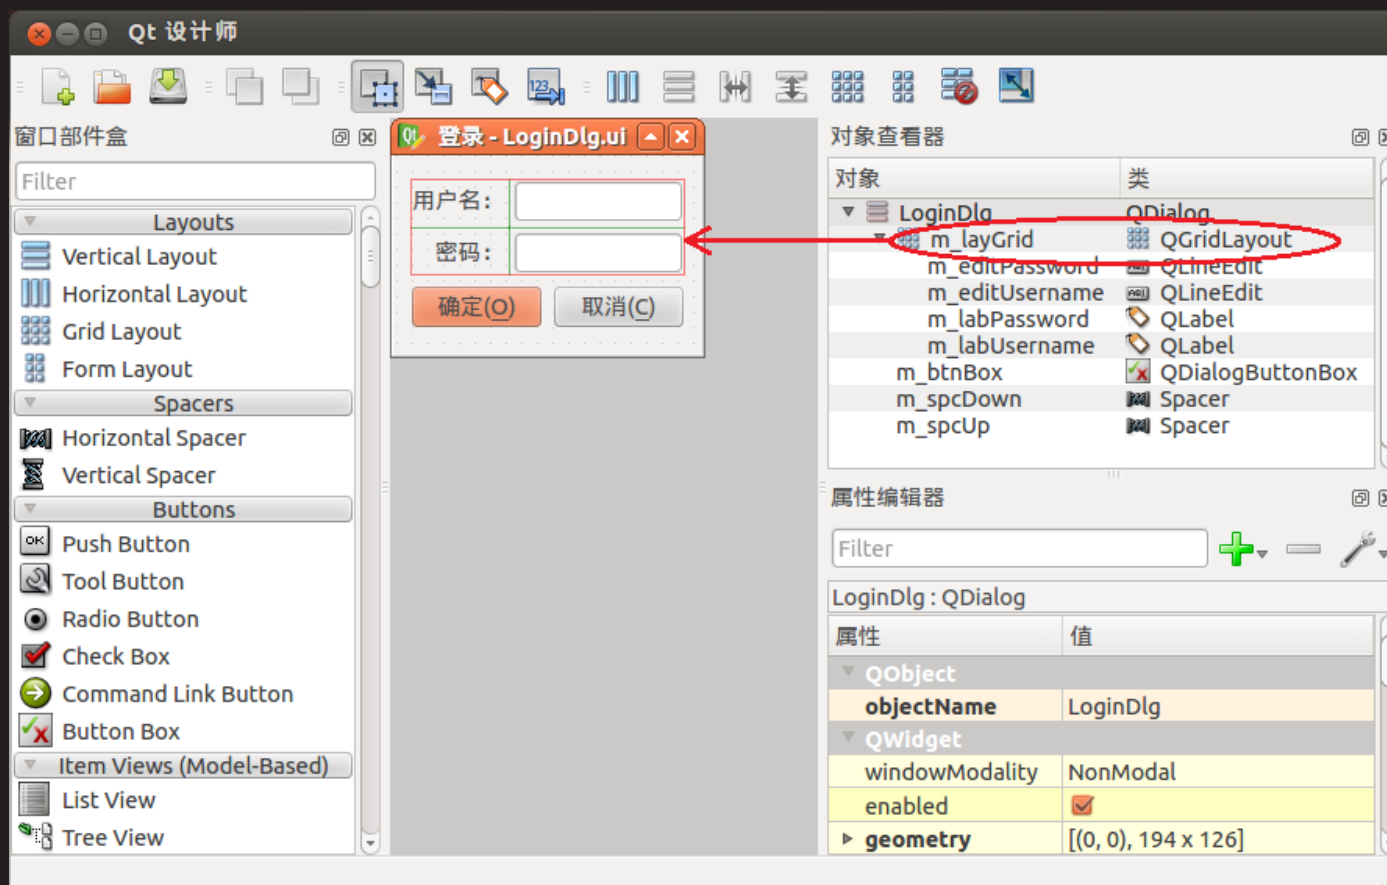 Qt 设计师
窗口部件盒
Filter
Layouts
Vertical Layout
Horizontal Layout
Grid Layout
Form Layout
Spacers
Horizontal Spacer
Vertical Spacer
Buttons
OK Push Button
Tool Button
Radio Button
Check Box
Command Link Button
Button Box
Item Views (Model-Based)
List View
Tree View
登录 - LoginDlg.ui
用户名:
密码:
确定(O) 取消(C)
对象查看器
对象 类
LoginDlg QDialog
m_layGrid QGridLayout
m_editPassword QLineEdit
m_editUsername QLineEdit
m_labPassword QLabel
m_labUsername QLabel
m_btnBox QDialogButtonBox
m_spcDown Spacer
m_spcUp Spacer
属性编辑器
Filter
LoginDlg : QDialog
属性 值
QObject
objectName LoginDlg
QWidget
windowModality NonModal
enabled
geometry [(0, 0), 194 x 126]